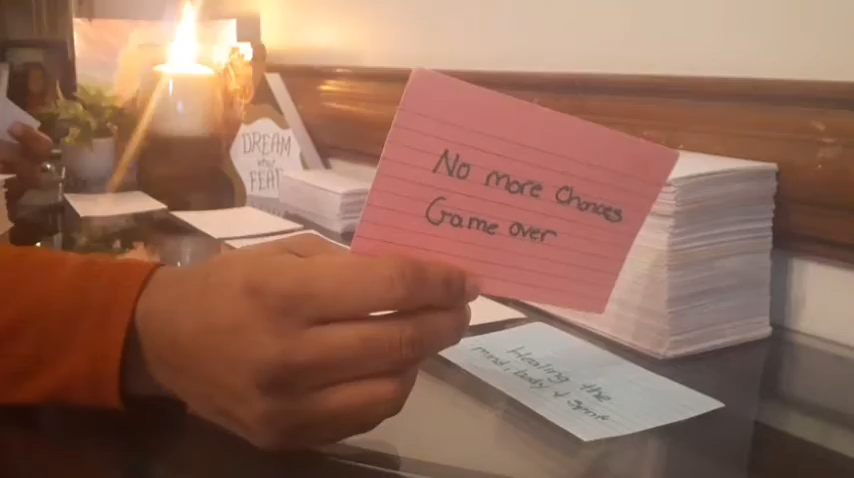 No more Chances
Game over
DREAM
FEAR
Healing the
mind, body & Spirit